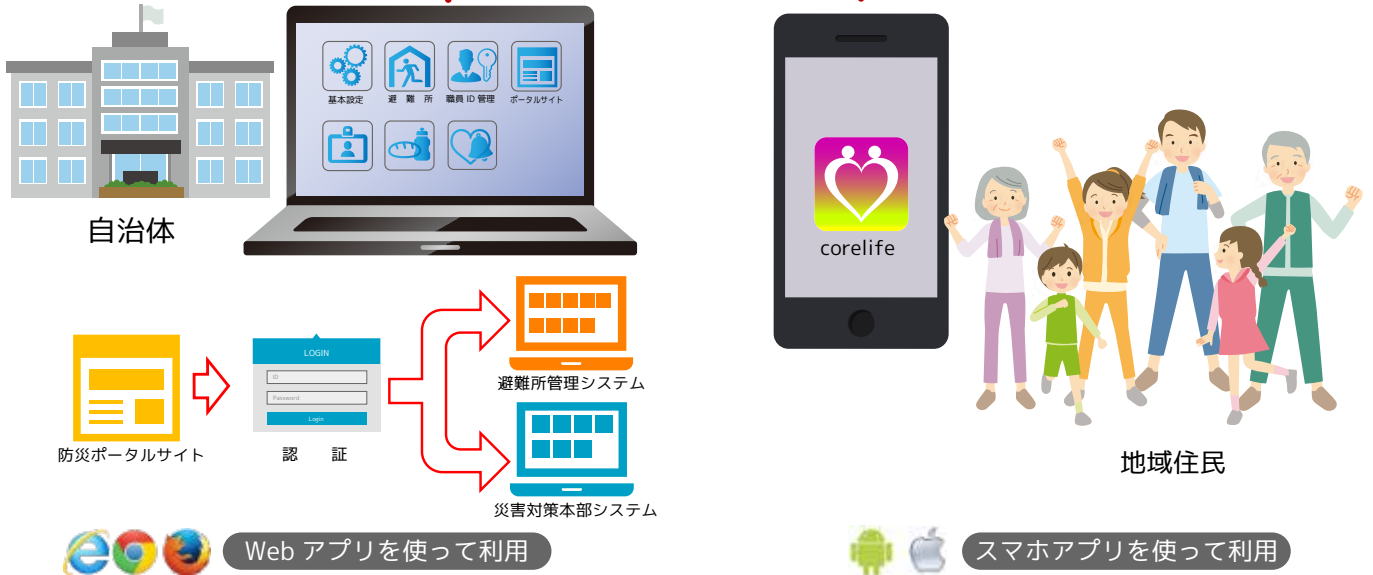 基本設定
避 難 所
職員 ID 管理
ポータルサイト
自治体
corelife
LOGIN
ID
Password
Login
防災ポータルサイト
認 証
避難所管理システム
災害対策本部システム
地域住民
Web アプリを使って利用
スマホアプリを使って利用